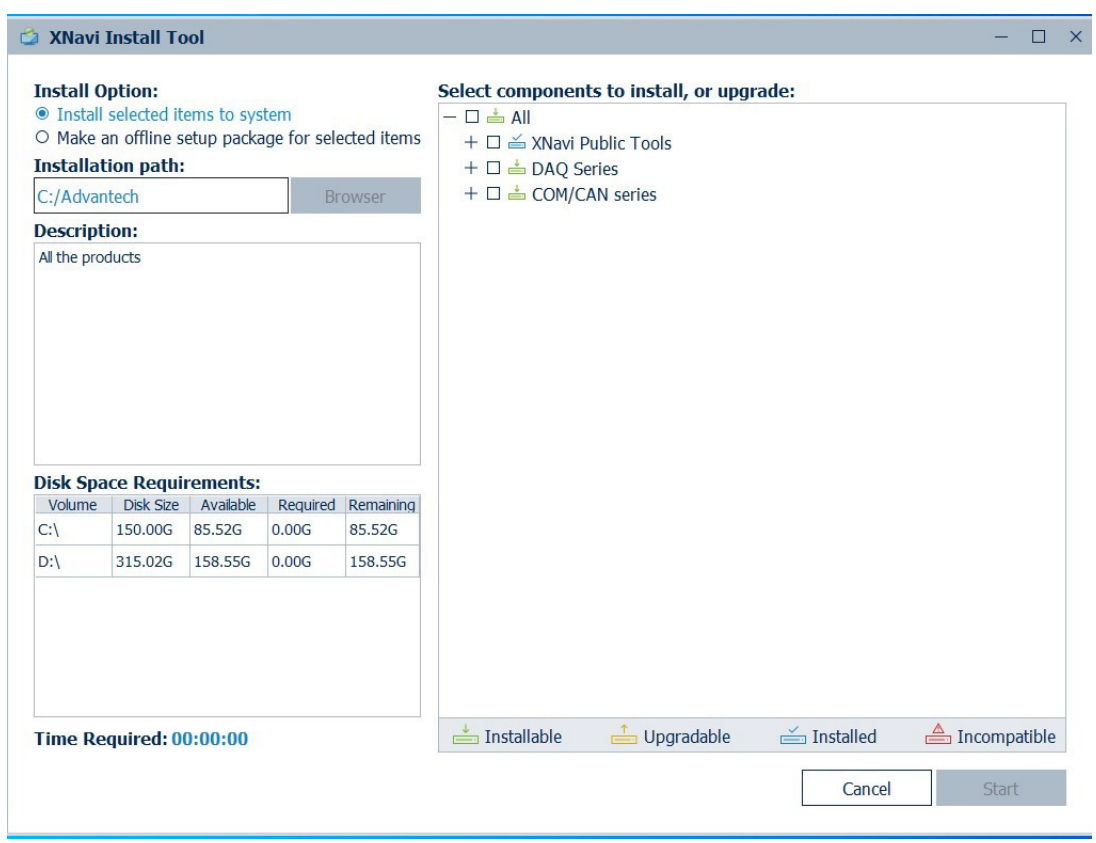 XNavi Install Tool
Install Option:
Install selected items to system
Make an offline setup package for selected items
Installation path:
C:/Advantech Browser
Description:
All the products
Disk Space Requirements:
Volume Disk Size Available Required Remaining
C:\ 150.00G 85.52G 0.00G 85.52G
D:\ 315.02G 158.55G 0.00G 158.55G
Time Required: 00:00:00
Select components to install, or upgrade:
All
XNavi Public Tools
DAQ Series
COM/CAN series
Installable Upgradable Installed Incompatible
Cancel Start